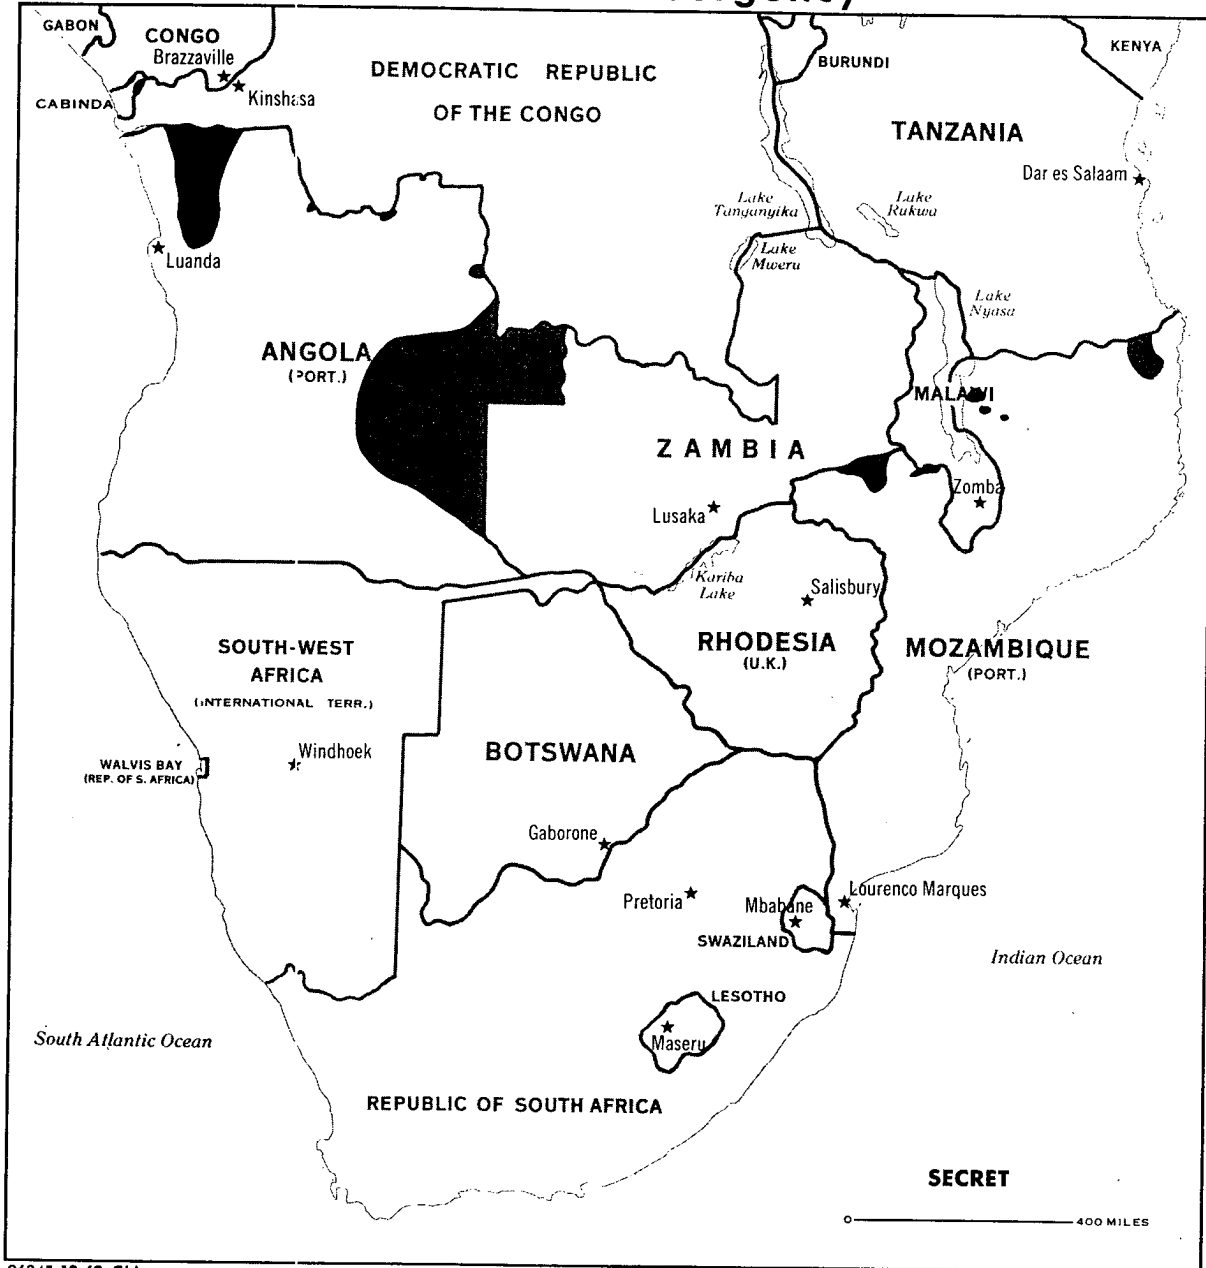 GABON
CONGO
Brazzaville
Kinshasa
CABINDA
DEMOCRATIC REPUBLIC
OF THE CONGO
BURUNDI
KENYA
TANZANIA
Dar es Salaam
Lake
Tanganyika
Lake
Rukwa
Lake
Mweru
Luanda
Lake
Nyasa
ANGOLA
(PORT.)
MALAWI
ZAMBIA
Zomba
Lusaka
Kariba
Lake
Salisbury
SOUTH-WEST
AFRICA
(INTERNATIONAL TERR.)
RHODESIA
(U.K.)
MOZAMBIQUE
(PORT.)
Windhoek
BOTSWANA
WALVIS BAY
(REP. OF S. AFRICA)
Gaborone
Pretoria
Mbabane
Lourenco Marques
SWAZILAND
Indian Ocean
LESOTHO
Maseru
South Atlantic Ocean
REPUBLIC OF SOUTH AFRICA
SECRET
400 MILES